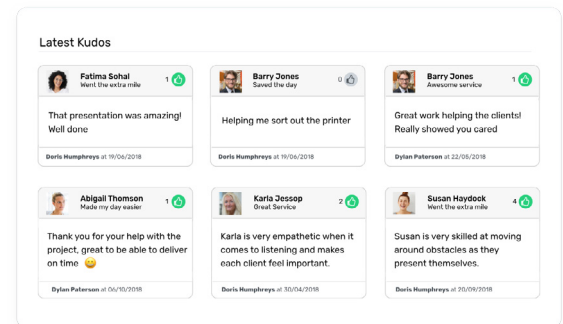 Latest Kudos
Fatima Sohal
Went the extra mile
1
That presentation was amazing!
Well done
Doris Humphreys at 19/06/2018
Barry Jones
Saved the day
0
Helping me sort out the printer
Doris Humphreys at 19/06/2018
Barry Jones
Awesome service
1
Great work helping the clients!
Really showed you cared
Dylan Paterson at 22/05/2018
Abigail Thomson
Made my day easier
1
Thank you for your help with the
project, great to be able to deliver
on time 😀
Dylan Paterson at 06/10/2018
Karla Jessop
Great Service
2
Karla is very empathetic when it
comes to listening and makes
each client feel important.
Doris Humphreys at 30/04/2018
Susan Haydock
Went the extra mile
4
Susan is very skilled at moving
around obstacles as they
present themselves.
Doris Humphreys at 20/09/2018